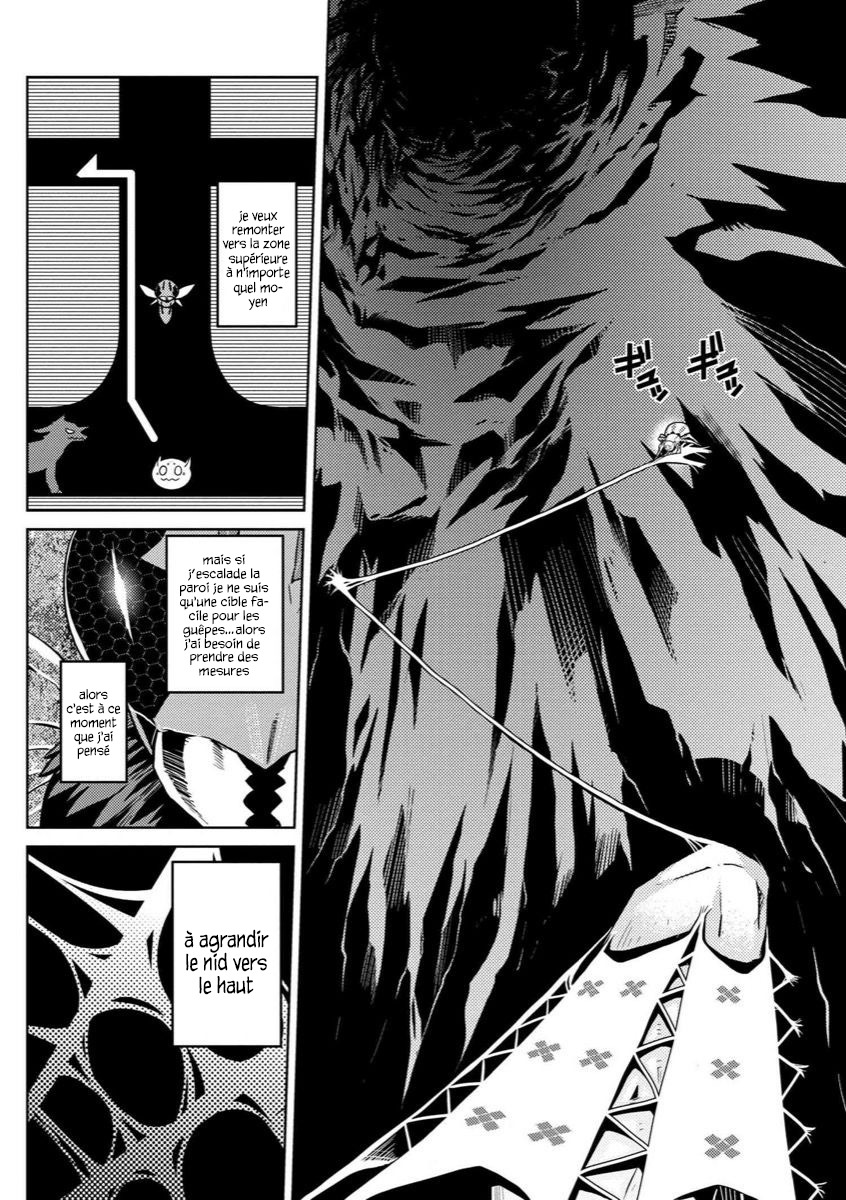 je veux
remonter
vers la zone
supérieure
à n'importe
quel mo-
yen
ギュッ
ギュッ
mais si
j'escalade la
paroi je ne suis
qu'une cible fa-
cile pour les
guêpes...alors
j'ai besoin de
prendre des
mesures
alors
c'est à ce
moment
que j'ai
pensé
à agrandir
le nid vers
le haut